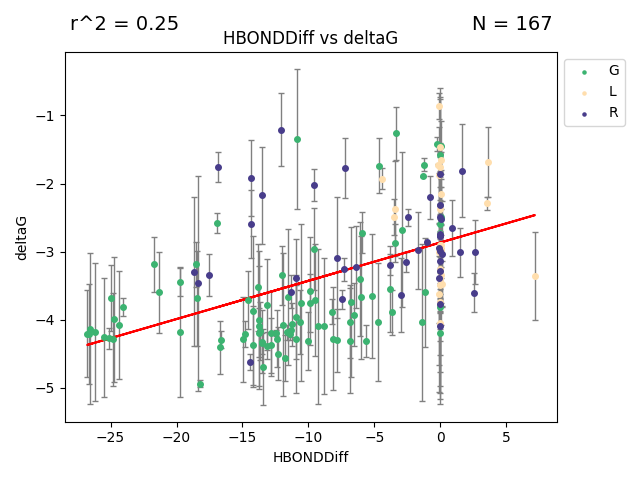 r^2 = 0.25 N = 167
HBONDDiff vs deltaG
G
L
R
−1
−2
−3
−4
−5
deltaG
−25 −20 −15 −10 −5 0 5
HBONDDiff